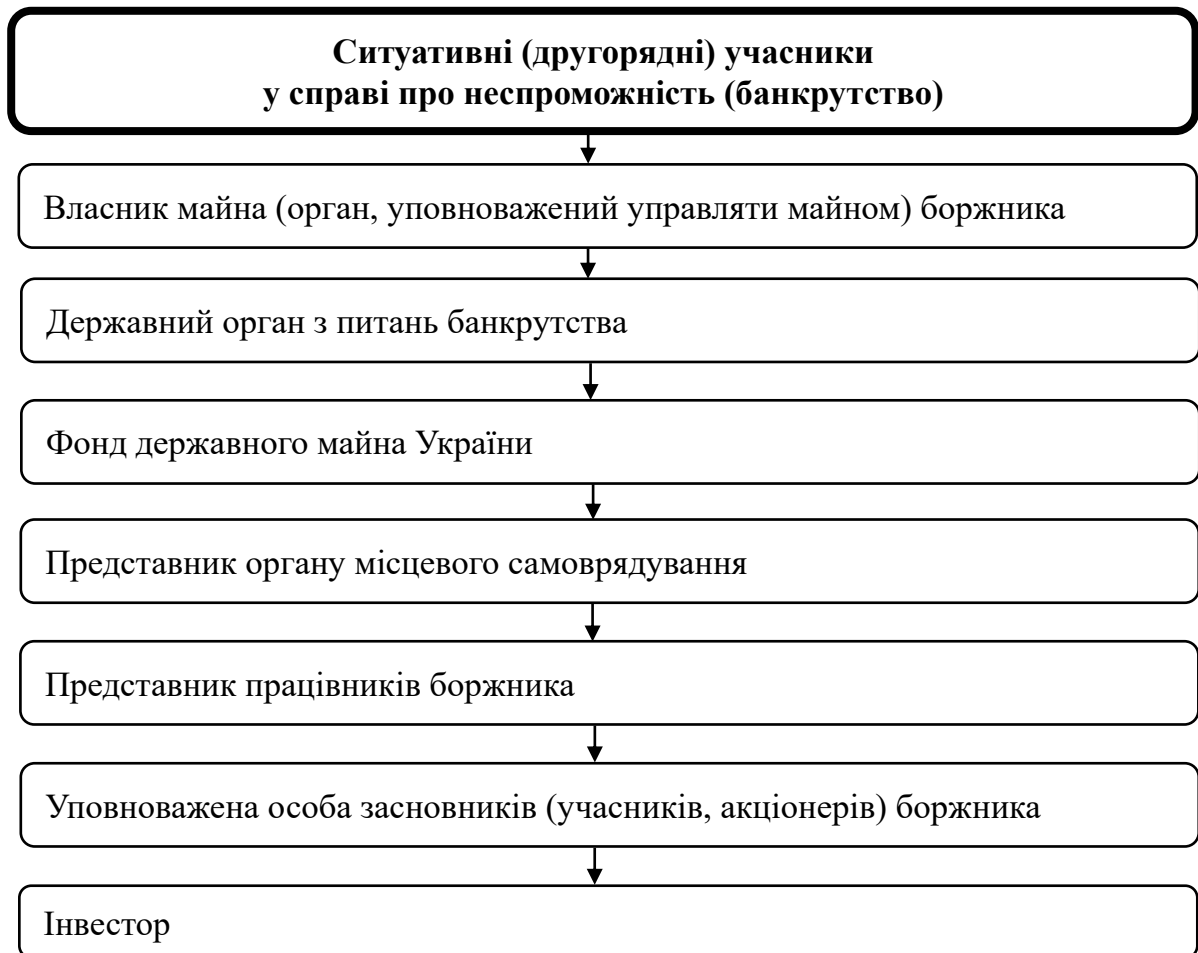 Ситуативні (другорядні) учасники
у справі про неспроможність (банкрутство)
Власник майна (орган, уповноважений управляти майном) боржника
Державний орган з питань банкрутства
Фонд державного майна України
Представник органу місцевого самоврядування
Представник працівників боржника
Уповноважена особа засновників (учасників, акціонерів) боржника
Інвестор